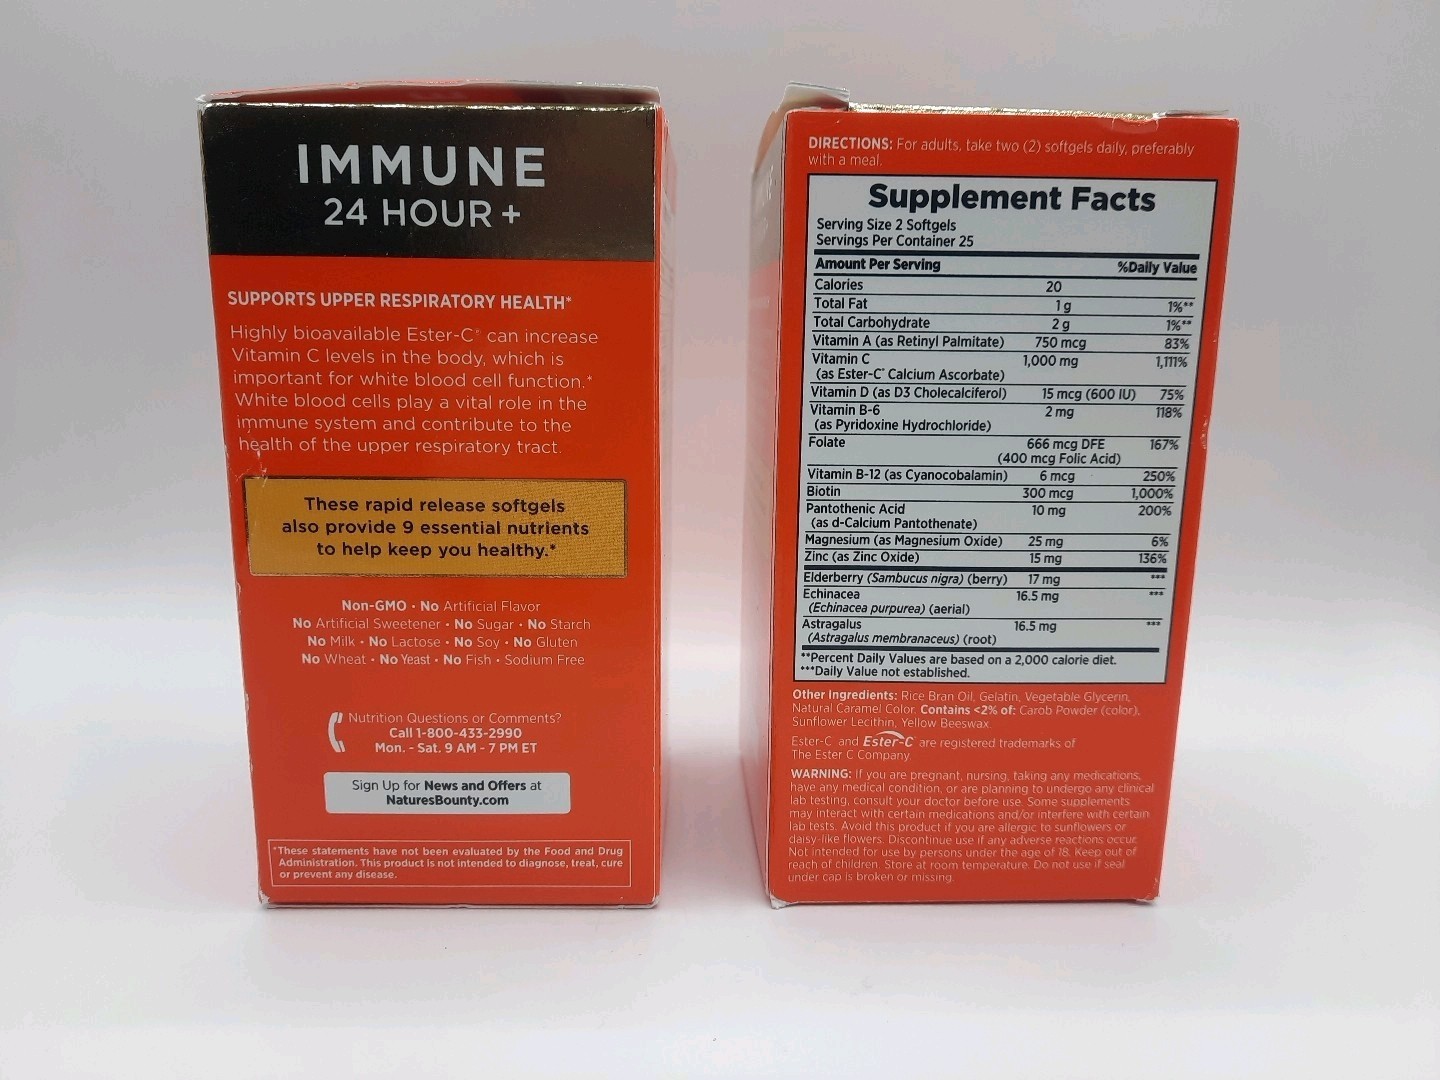 IMMUNE
24 HOUR +
SUPPORTS UPPER RESPIRATORY HEALTH*
Highly bioavailable Ester-C® can increase
Vitamin C levels in the body, which is
important for white blood cell function.*
White blood cells play a vital role in the
immune system and contribute to the
health of the upper respiratory tract.
These rapid release softgels
also provide 9 essential nutrients
to help keep you healthy.*
Non-GMO • No Artificial Flavor
No Artificial Sweetener • No Sugar • No Starch
No Milk • No Lactose • No Soy • No Gluten
No Wheat • No Yeast • No Fish • Sodium Free
Nutrition Questions or Comments?
Call 1-800-433-2990
Mon. - Sat. 9 AM - 7 PM ET
Sign Up for News and Offers at
NaturesBounty.com
*These statements have not been evaluated by the Food and Drug
Administration. This product is not intended to diagnose, treat, cure
or prevent any disease.
DIRECTIONS: For adults, take two (2) softgels daily, preferably
with a meal.
Supplement Facts
Serving Size 2 Softgels
Servings Per Container 25
Amount Per Serving %Daily Value
Calories 20
Total Fat 1 g 1%**
Total Carbohydrate 2 g 1%**
Vitamin A (as Retinyl Palmitate) 750 mcg 83%
Vitamin C 1,000 mg 1,111%
(as Ester-C® Calcium Ascorbate)
Vitamin D (as D3 Cholecalciferol) 15 mcg (600 IU) 75%
Vitamin B-6 2 mg 118%
(as Pyridoxine Hydrochloride)
Folate 666 mcg DFE 167%
(400 mcg Folic Acid)
Vitamin B-12 (as Cyanocobalamin) 6 mcg 250%
Biotin 300 mcg 1,000%
Pantothenic Acid 10 mg 200%
(as d-Calcium Pantothenate)
Magnesium (as Magnesium Oxide) 25 mg 6%
Zinc (as Zinc Oxide) 15 mg 136%
Elderberry (Sambucus nigra) (berry) 17 mg ***
Echinacea 16.5 mg ***
(Echinacea purpurea) (aerial)
Astragalus 16.5 mg ***
(Astragalus membranaceus) (root)
**Percent Daily Values are based on a 2,000 calorie diet.
***Daily Value not established.
Other Ingredients: Rice Bran Oil, Gelatin, Vegetable Glycerin,
Natural Caramel Color. Contains <2% of: Carob Powder (color),
Sunflower Lecithin, Yellow Beeswax.
Ester-C® and Ester-C® are registered trademarks of
The Ester C Company.
WARNING: If you are pregnant, nursing, taking any medications,
have any medical condition, or are planning to undergo any clinical
lab testing, consult your doctor before use. Some supplements
may interact with certain medications and/or interfere with certain
lab tests. Avoid this product if you are allergic to sunflowers or
daisy-like flowers. Discontinue use if any adverse reactions occur.
Not intended for use by persons under the age of 18. Keep out of
reach of children. Store at room temperature. Do not use if seal
under cap is broken or missing.